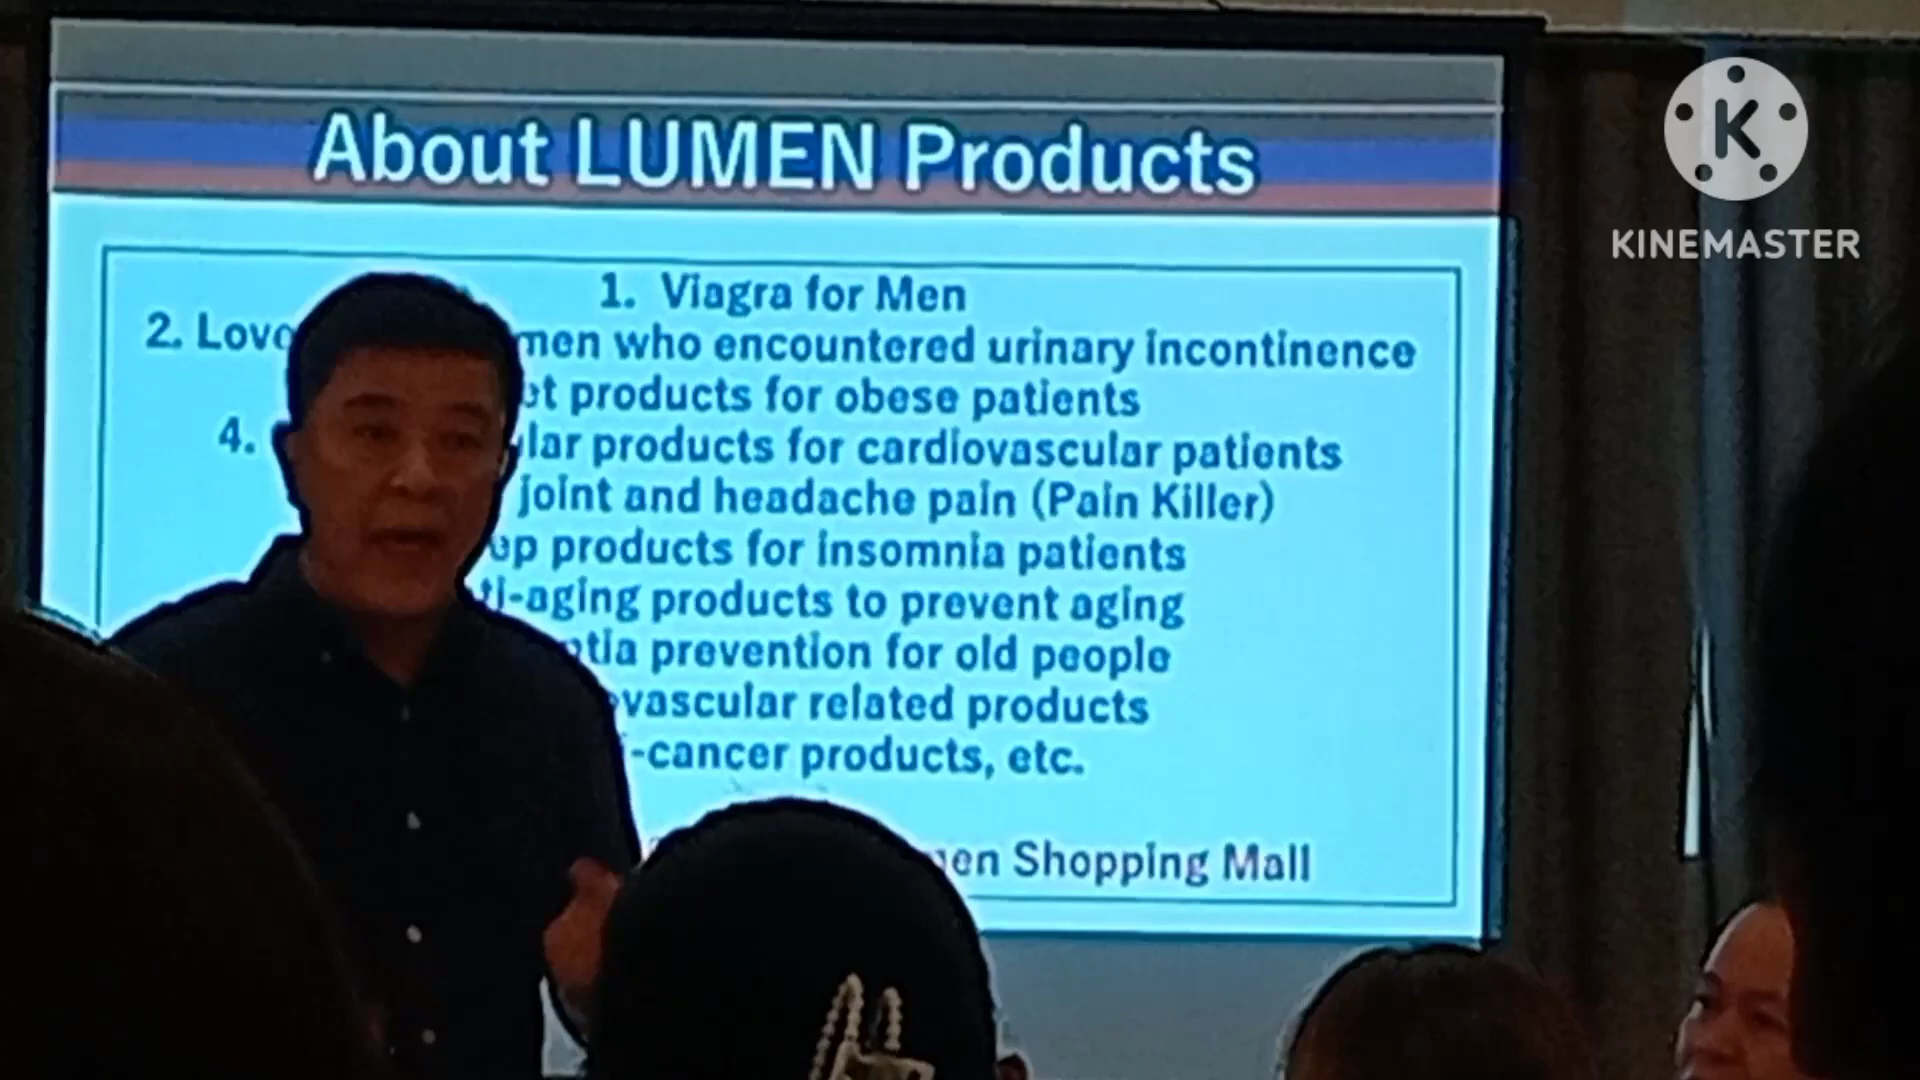 About LUMEN Products
K
KINEMASTER
1. Viagra for Men
2. who encountered urinary incontinence
products for obese patients
4. products for cardiovascular patients
joint and headache pain (Pain Killer)
products for insomnia patients
-aging products to prevent aging
prevention for old people
related products
-cancer products, etc.
Shopping Mall